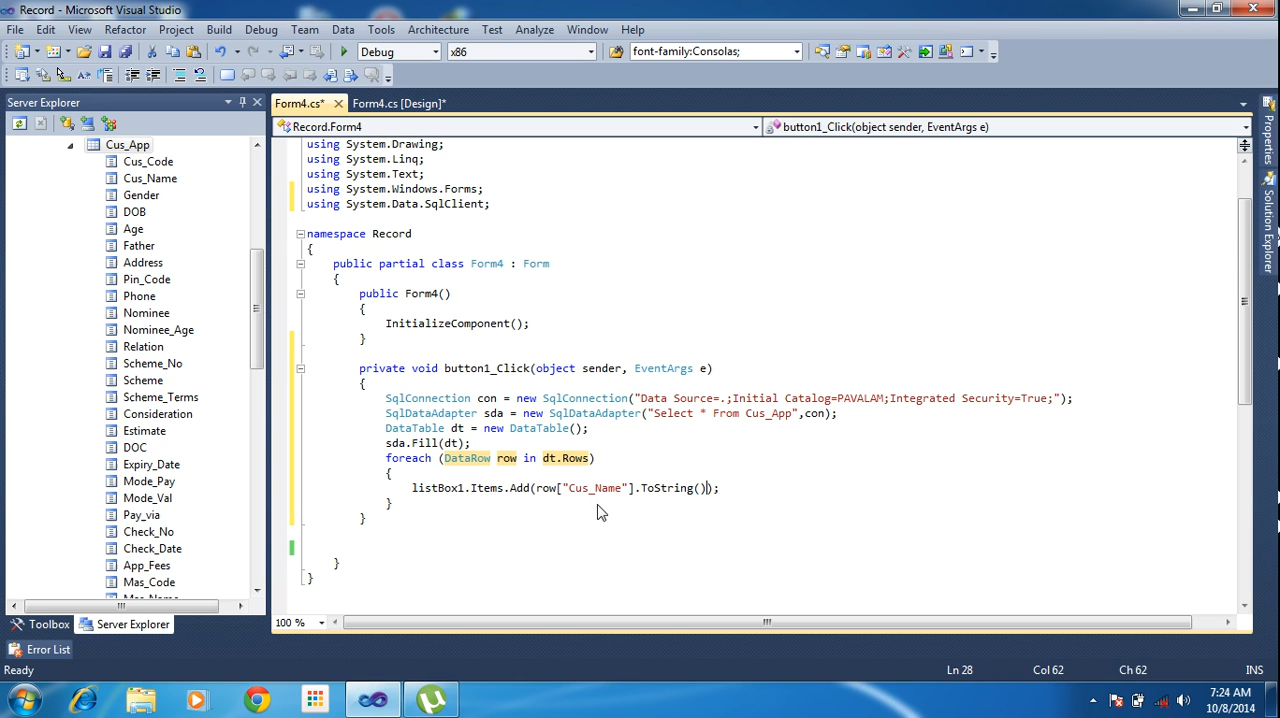 Record - Microsoft Visual Studio
File Edit View Refactor Project Build Debug Team Data Tools Architecture Test Analyze Window Help
Debug x86 font-family:Consolas;
Server Explorer
Form4.cs* Form4.cs [Design]*
Record.Form4 button1_Click(object sender, EventArgs e)
Cus_App
Cus_Code
Cus_Name
Gender
DOB
Age
Father
Address
Pin_Code
Phone
Nominee
Nominee_Age
Relation
Scheme_No
Scheme
Scheme_Terms
Consideration
Estimate
DOC
Expiry_Date
Mode_Pay
Mode_Val
Pay_via
Check_No
Check_Date
App_Fees
Mas_Code
using System.Drawing;
using System.Linq;
using System.Text;
using System.Windows.Forms;
using System.Data.SqlClient;
namespace Record
{
public partial class Form4 : Form
{
public Form4()
{
InitializeComponent();
}
private void button1_Click(object sender, EventArgs e)
{
SqlConnection con = new SqlConnection("Data Source=.;Initial Catalog=PAVALAM;Integrated Security=True;");
SqlDataAdapter sda = new SqlDataAdapter("Select * From Cus_App",con);
DataTable dt = new DataTable();
sda.Fill(dt);
foreach (DataRow row in dt.Rows)
{
listBox1.Items.Add(row["Cus_Name"].ToString());
}
}
}
}
Properties
Solution Explorer
100 %
Toolbox Server Explorer
Error List
Ready Ln 28 Col 62 Ch 62 INS
7:24 AM
10/8/2014